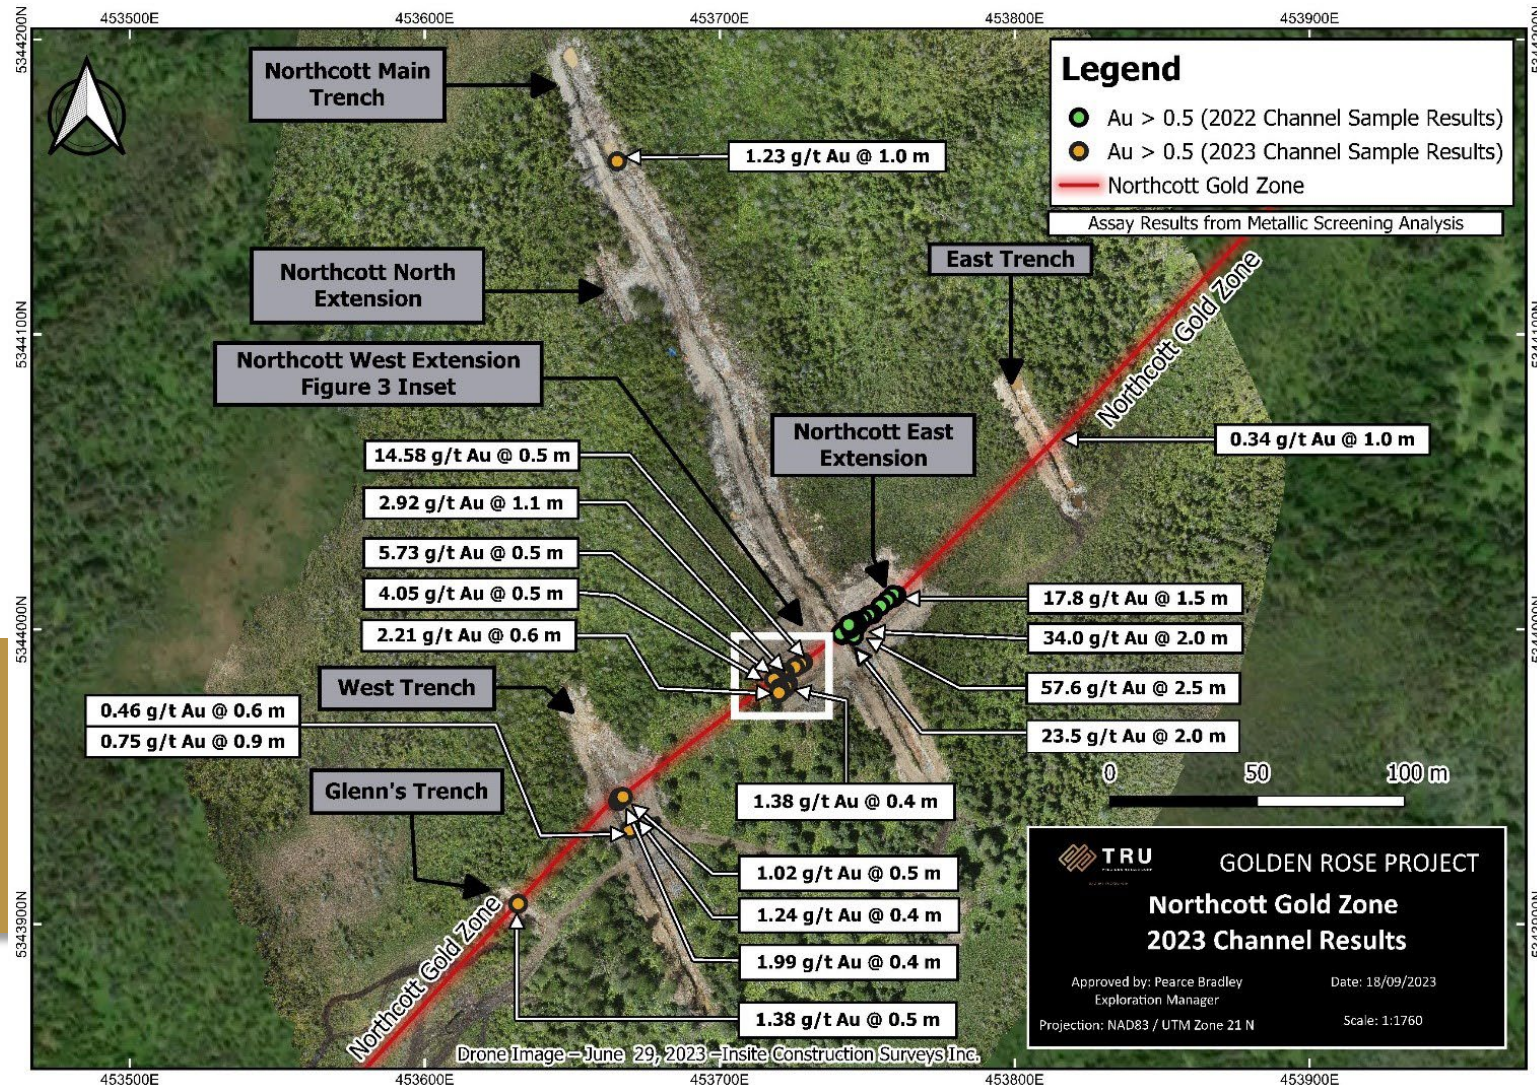 453500E
453600E
453700E
453800E
453900E
5344200N
5344100N
5344000N
5343900N
Northcott Main
Trench
1.23 g/t Au @ 1.0 m
Legend
Au > 0.5 (2022 Channel Sample Results)
Au > 0.5 (2023 Channel Sample Results)
Northcott Gold Zone
Assay Results from Metallic Screening Analysis
East Trench
Northcott North
Extension
Northcott Gold Zone
Northcott West Extension
Figure 3 Inset
Northcott East
Extension
0.34 g/t Au @ 1.0 m
14.58 g/t Au @ 0.5 m
2.92 g/t Au @ 1.1 m
5.73 g/t Au @ 0.5 m
4.05 g/t Au @ 0.5 m
2.21 g/t Au @ 0.6 m
17.8 g/t Au @ 1.5 m
34.0 g/t Au @ 2.0 m
57.6 g/t Au @ 2.5 m
23.5 g/t Au @ 2.0 m
West Trench
0.46 g/t Au @ 0.6 m
0.75 g/t Au @ 0.9 m
Glenn's Trench
1.38 g/t Au @ 0.4 m
0 50 100 m
1.02 g/t Au @ 0.5 m
1.24 g/t Au @ 0.4 m
1.99 g/t Au @ 0.4 m
1.38 g/t Au @ 0.5 m
Northcott Gold Zone
TRU
GOLDEN ROSE PROJECT
Northcott Gold Zone
2023 Channel Results
Approved by: Pearce Bradley
Exploration Manager
Date: 18/09/2023
Projection: NAD83 / UTM Zone 21 N
Scale: 1:1760
Drone Image – June 29, 2023 –Insite Construction Surveys Inc.
453500E
453600E
453700E
453800E
453900E